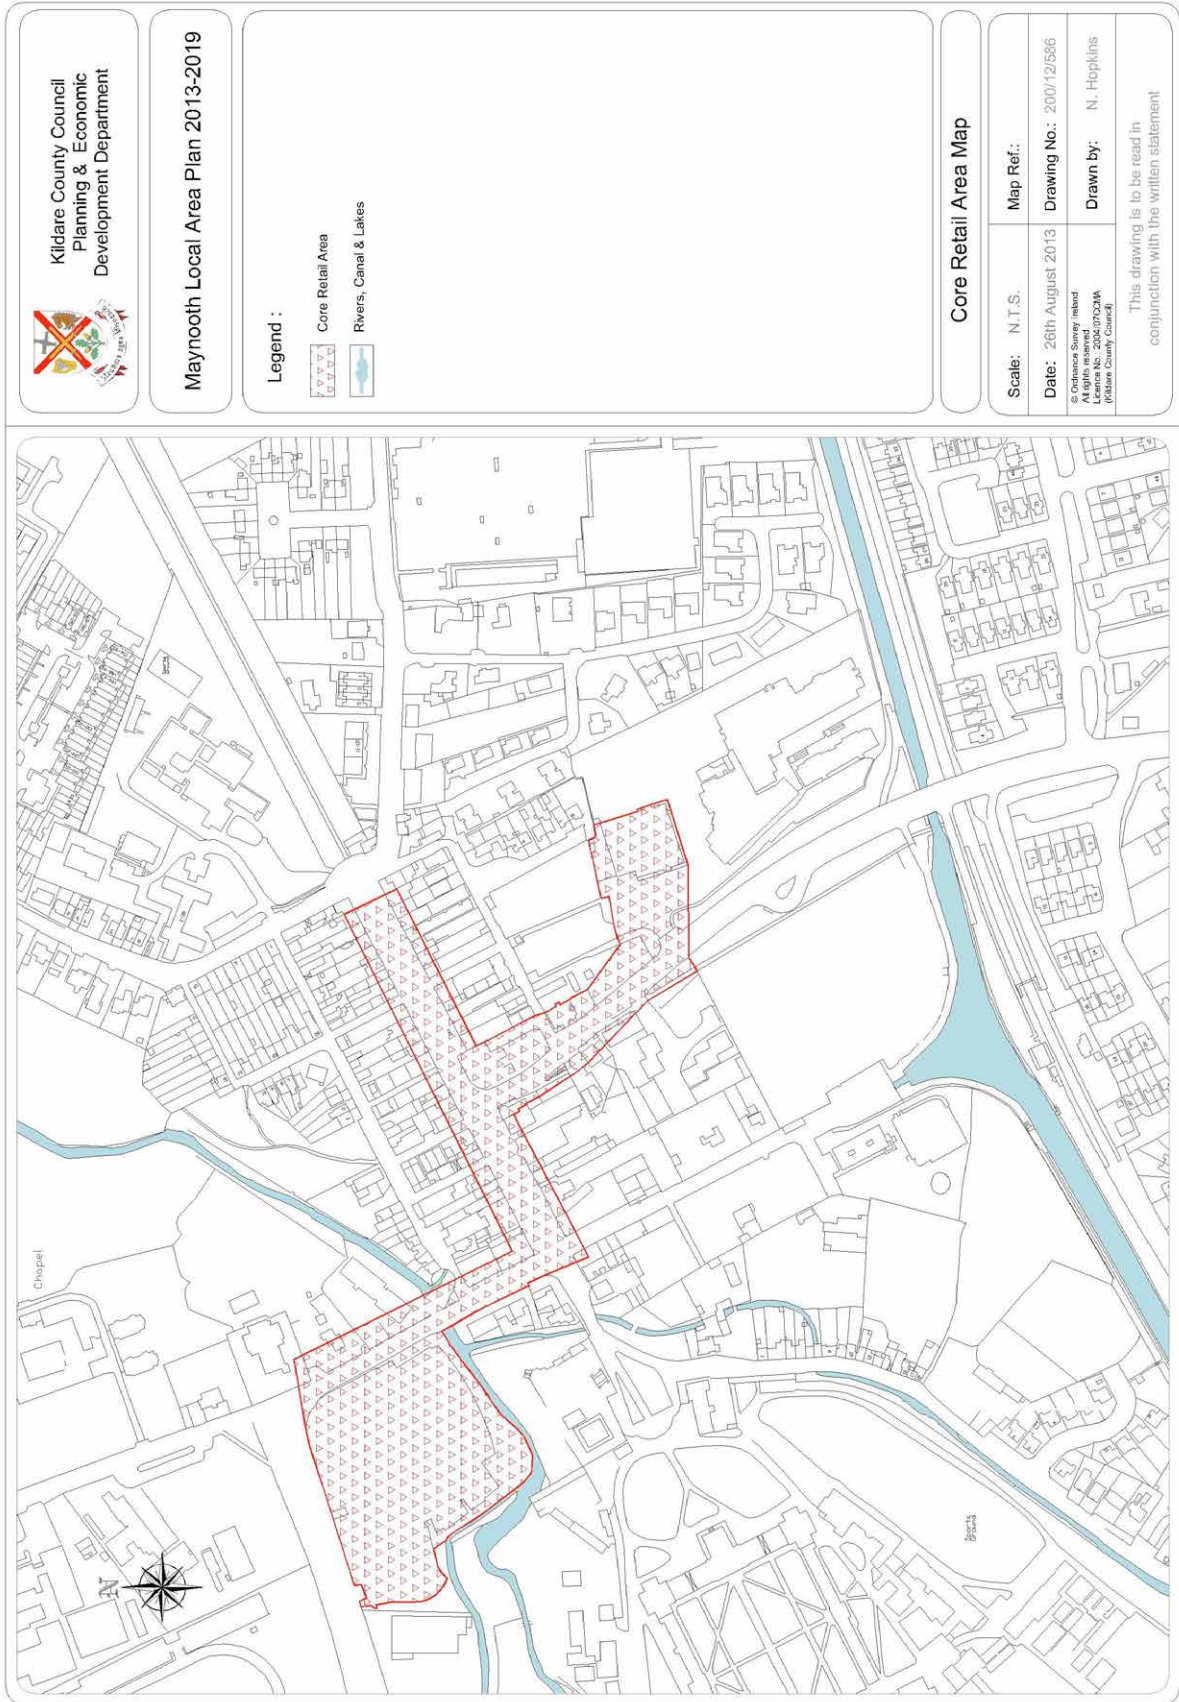 Kildare County Council
Planning & Economic
Development Department
Maynooth Local Area Plan 2013-2019
Legend :
Core Retail Area
Rivers, Canal & Lakes
Core Retail Area Map
Scale: N.T.S.
Map Ref.:
Date: 26th August 2013
Drawing No.: 200/12/586
© Ordnance Survey Ireland
All rights reserved.
Licence No: 2004/07CCMA
(Kildare County Council)
Drawn by: N. Hopkins
This drawing is to be read in
conjunction with the written statement
Chapel
N
Sports
Ground